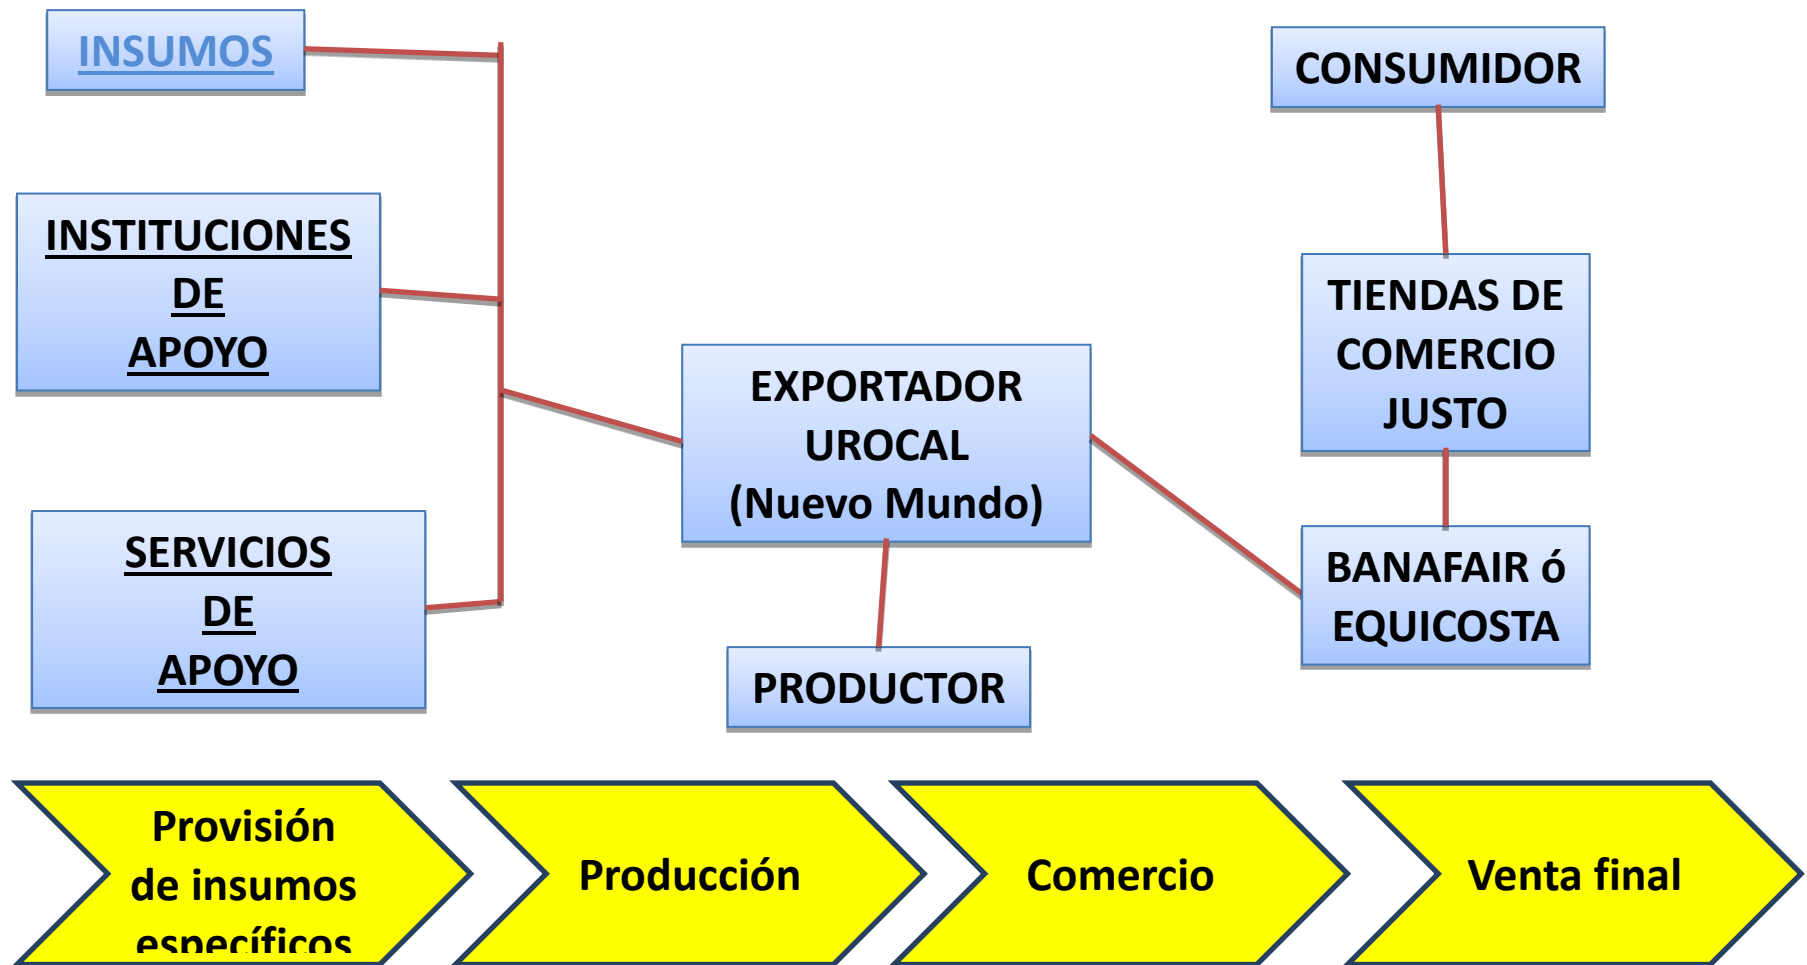 INSUMOS
INSTITUCIONES
DE
APOYO
SERVICIOS
DE
APOYO
EXPORTADOR
UROCAL
(Nuevo Mundo)
PRODUCTOR
CONSUMIDOR
TIENDAS DE
COMERCIO
JUSTO
BANAFAIR ó
EQUICOSTA
Provisión
de insumos
específicos
Producción
Comercio
Venta final